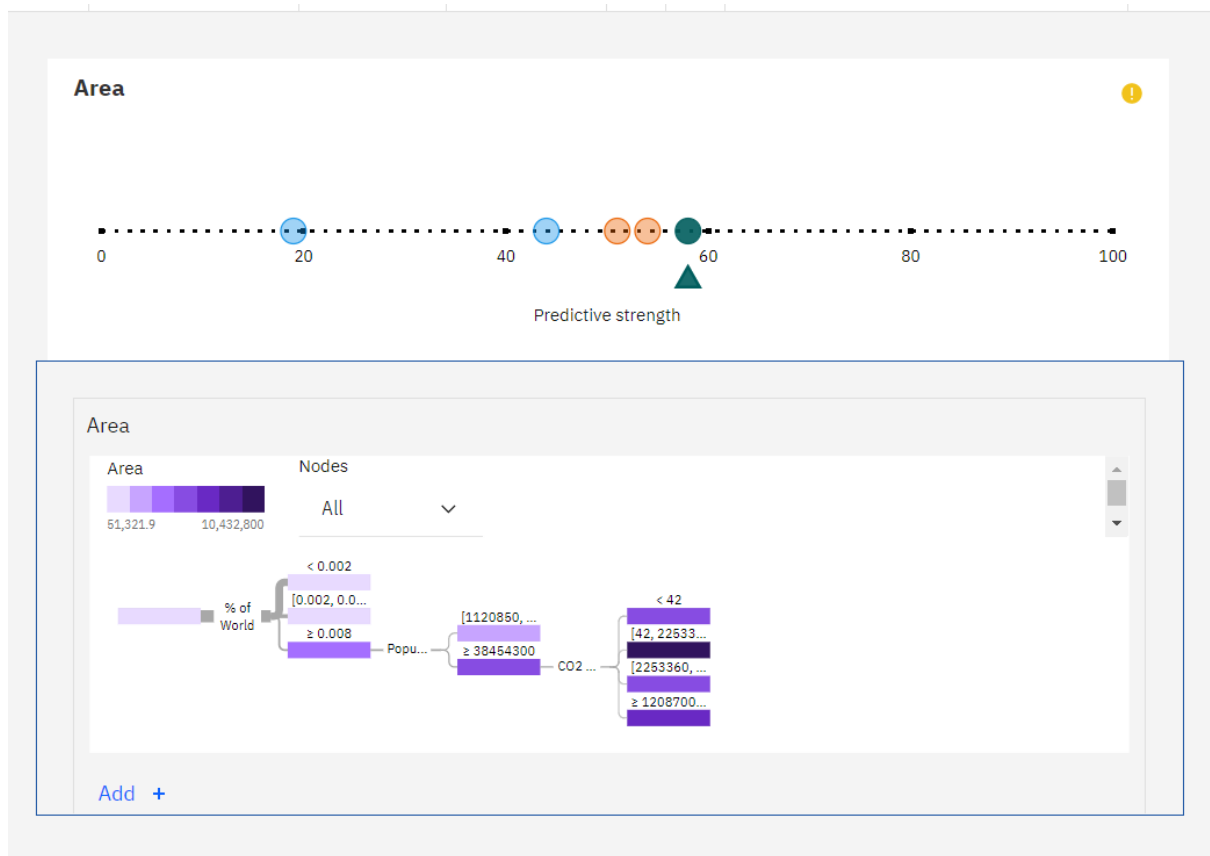 Area
0 20 40 60 80 100
Predictive strength
Area
Area
Nodes
51,321.9 10,432,800
All
% of
World
< 0.002
[0.002, 0.0...
≥ 0.008
Popu...
[1120850, ...
≥ 38454300
CO2 ...
< 42
[42, 22533...
[2253360, ...
≥ 1208700...
Add +